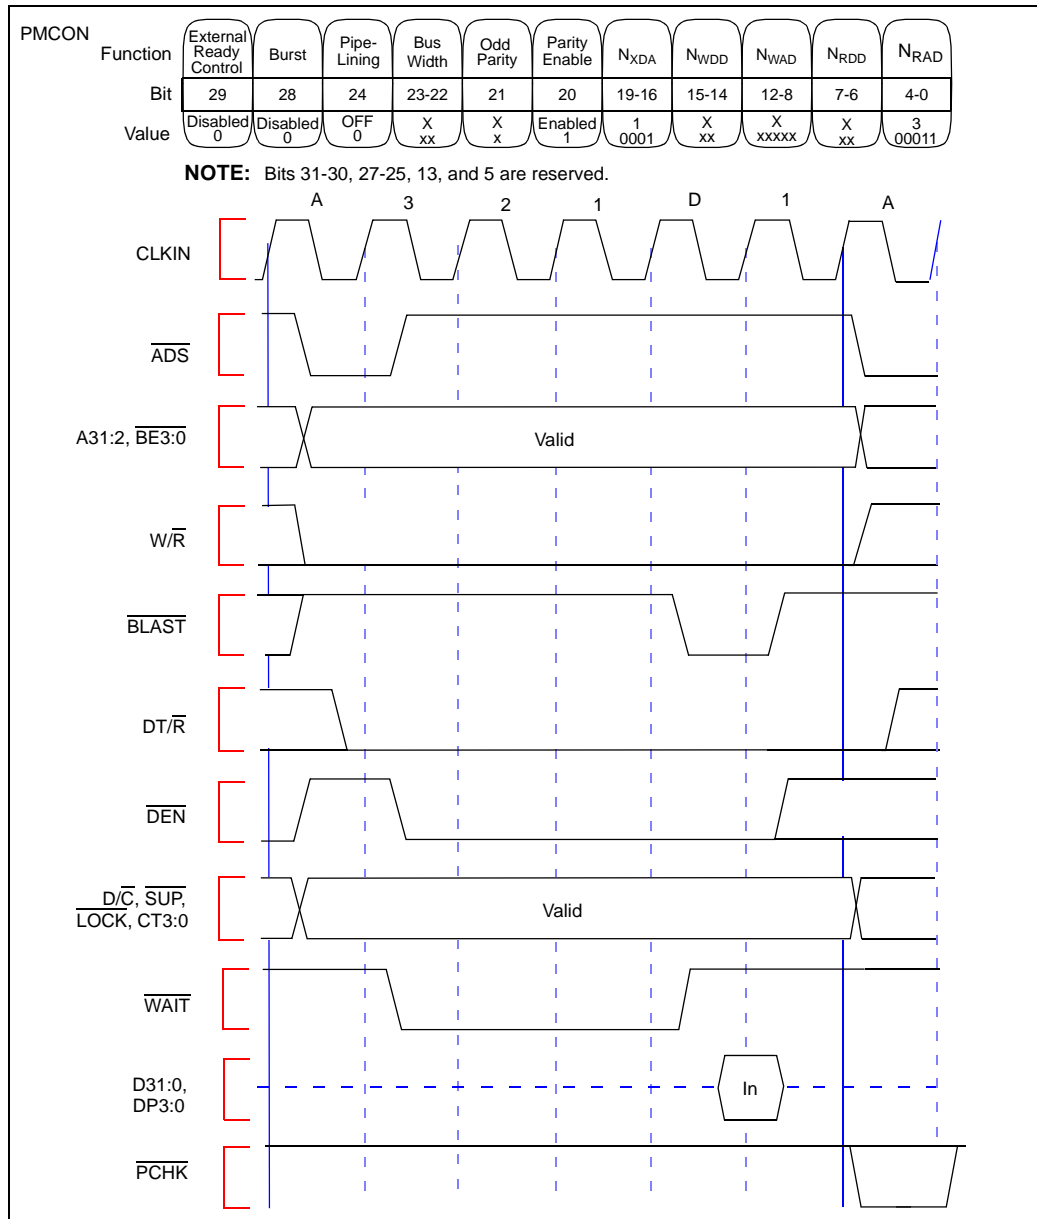 PMCON
Function
External Ready Control
Burst
Pipe-Lining
Bus Width
Odd Parity
Parity Enable
NXDA
NWDD
NWAD
NRDD
NRAD
Bit 29 28 24 23-22 21 20 19-16 15-14 12-8 7-6 4-0
Value
Disabled 0
Disabled 0
OFF 0
X xx
X x
Enabled 1
1 0001
X xx
X xxxxx
X xx
3 00011
NOTE: Bits 31-30, 27-25, 13, and 5 are reserved.
A 3 2 1 D 1 A
CLKIN
ADS
A31:2, BE3:0
Valid
W/R
BLAST
DT/R
DEN
D/C, SUP,
LOCK, CT3:0
Valid
WAIT
D31:0,
DP3:0
In
PCHK